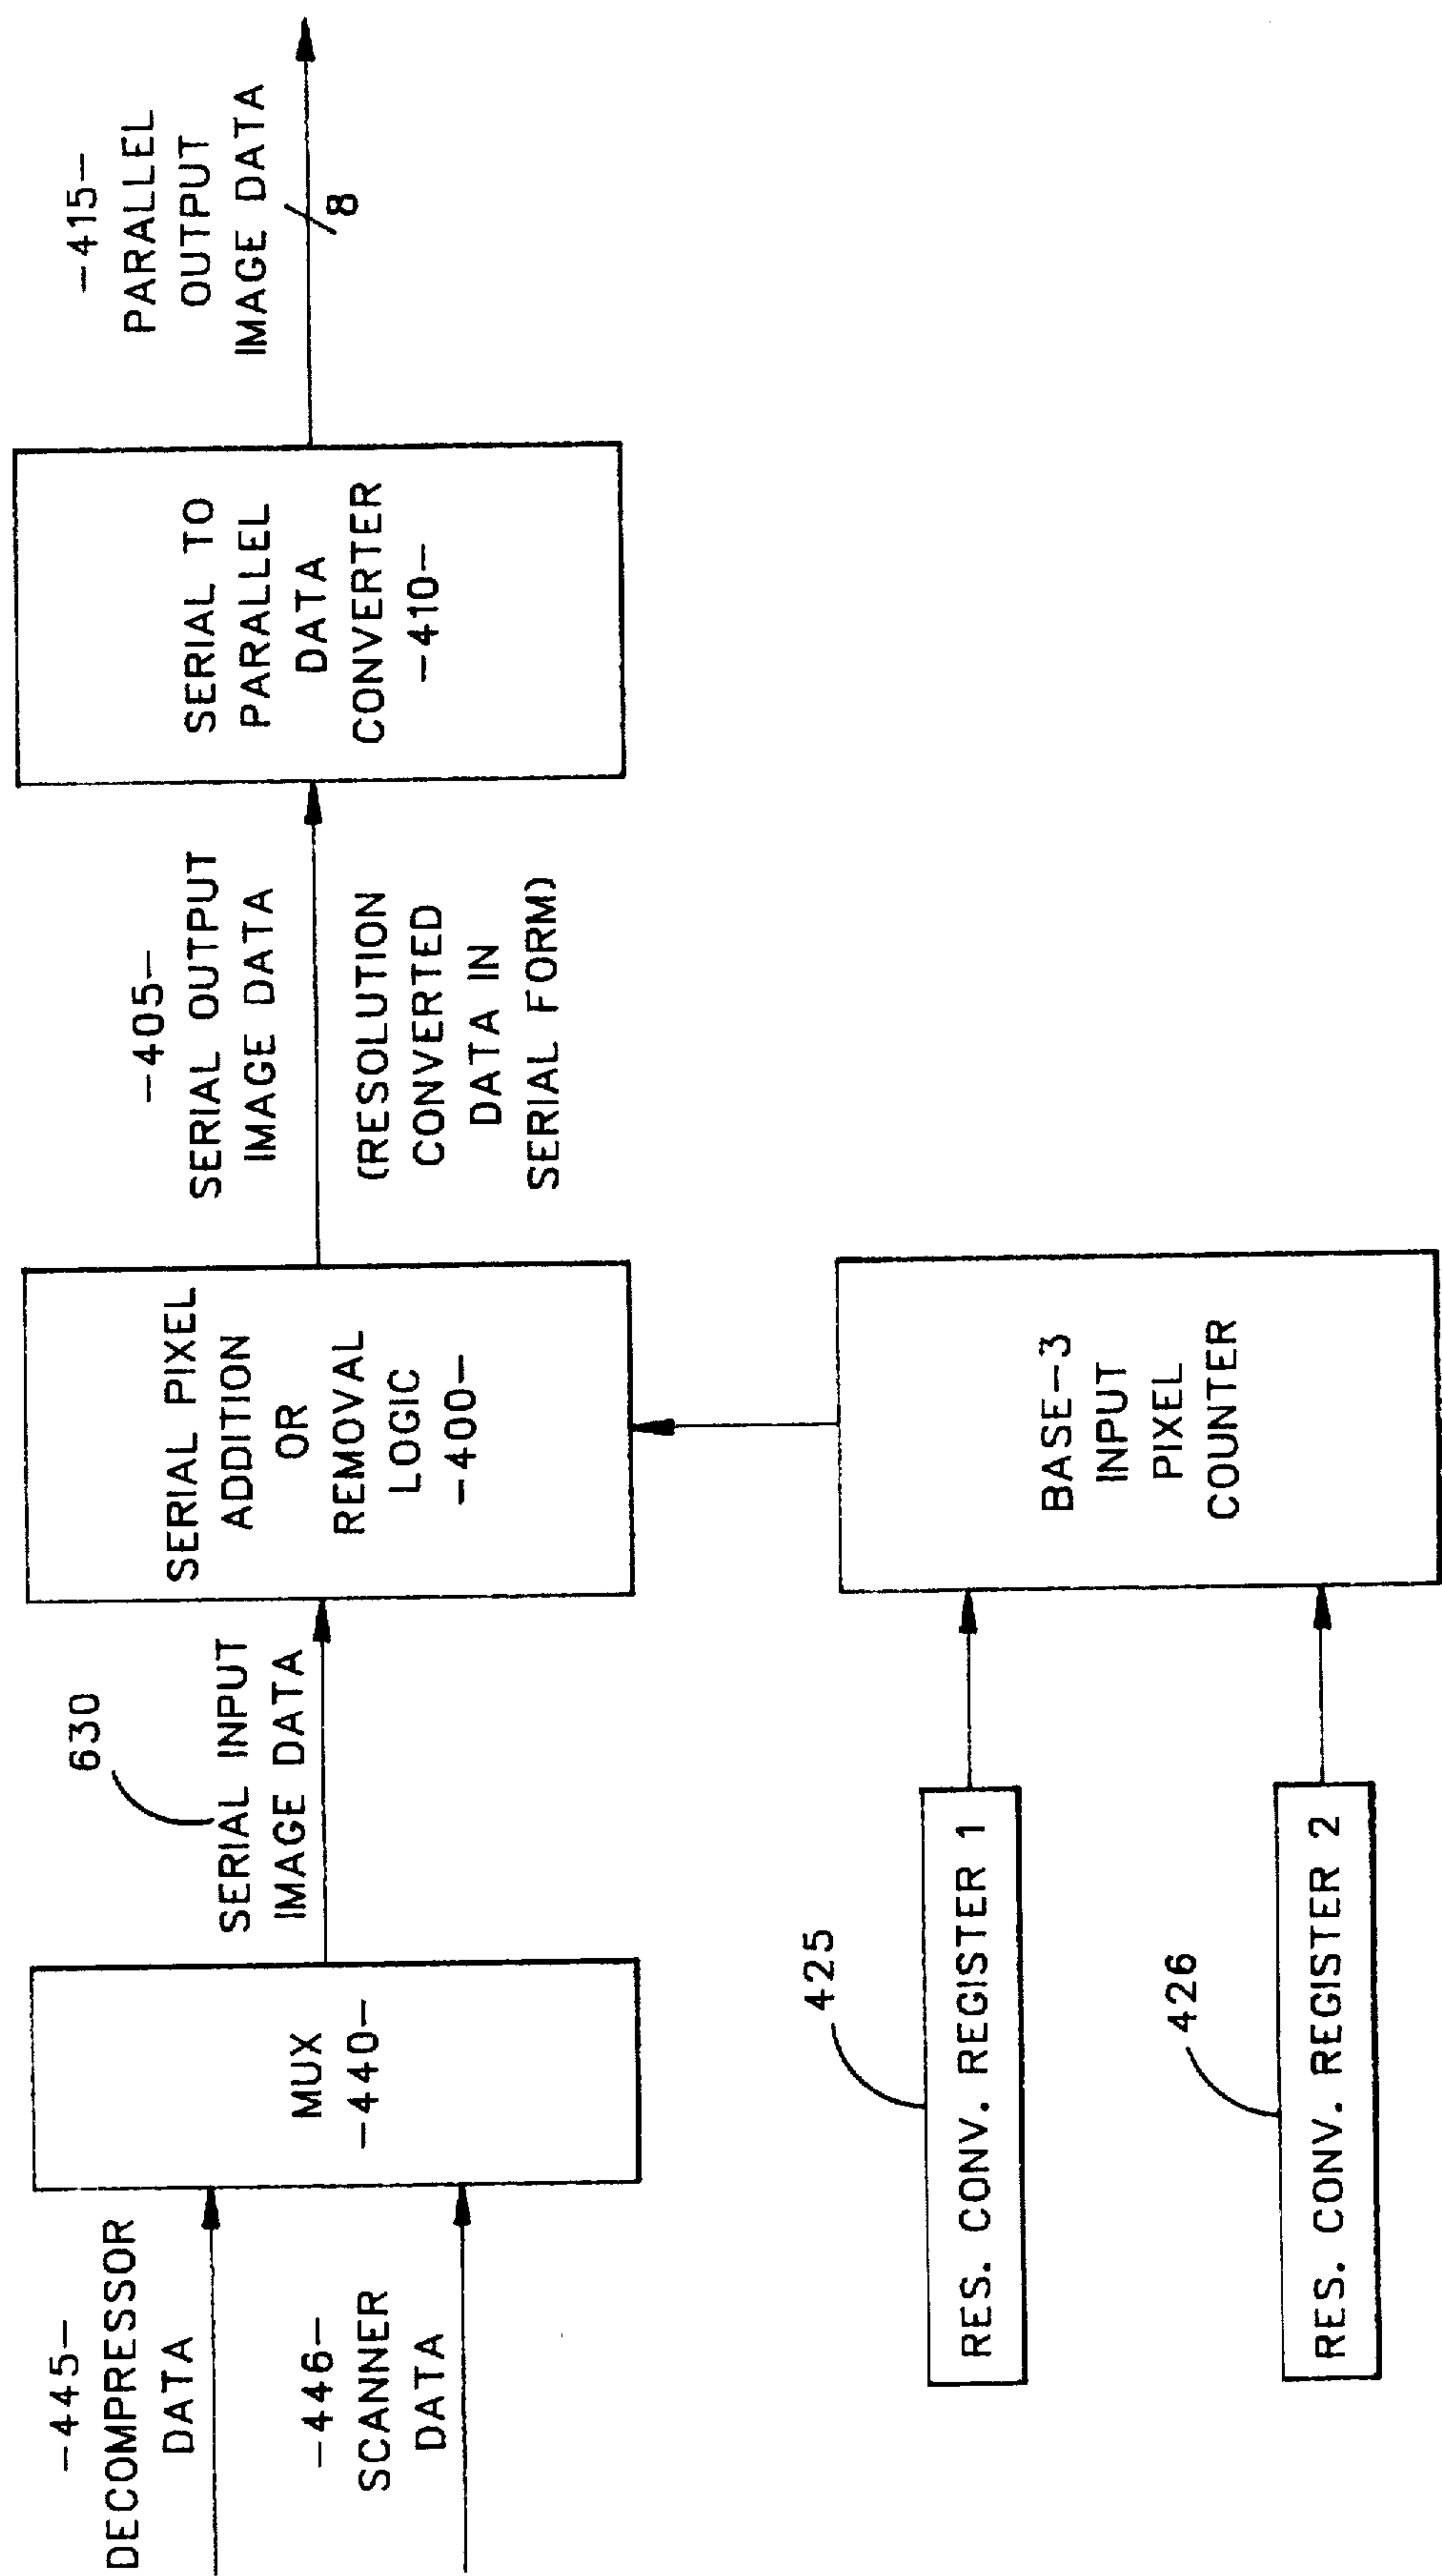 -445-
DECOMPRESSOR
DATA
-446-
SCANNER
DATA
MUX
-440-
630
SERIAL INPUT
IMAGE DATA
SERIAL PIXEL
ADDITION
OR
REMOVAL
LOGIC
-400-
-405-
SERIAL OUTPUT
IMAGE DATA
(RESOLUTION
CONVERTED
DATA IN
SERIAL FORM)
SERIAL TO
PARALLEL
DATA
CONVERTER
-410-
-415-
PARALLEL
OUTPUT
IMAGE DATA
8
425
RES. CONV. REGISTER 1
426
RES. CONV. REGISTER 2
BASE-3
INPUT
PIXEL
COUNTER